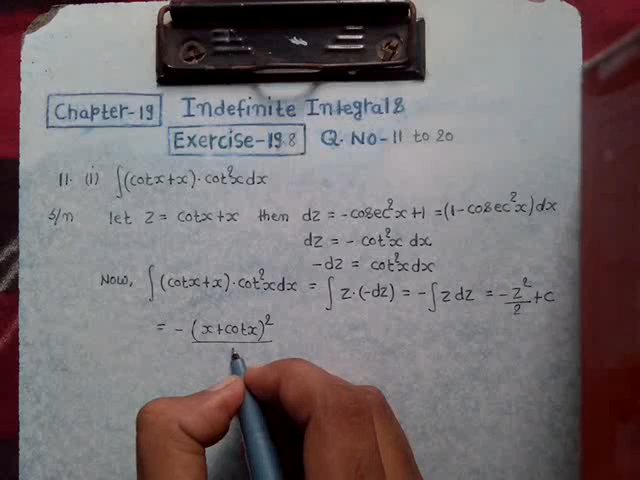 Chapter-19 Indefinite Integrals
Exercise-19.8 Q. No-11 to 20
11. (i) ∫(cotx+x)·cot²x dx
S/n let z = cotx+x then dz = -cosec²x+1 = (1-cosec²x)dx
dz = - cot²x dx
-dz = cot²x dx
Now, ∫(cotx+x)·cot²x dx = ∫z·(-dz) = -∫z dz = -z²/2 + c
= - (x+cotx)²